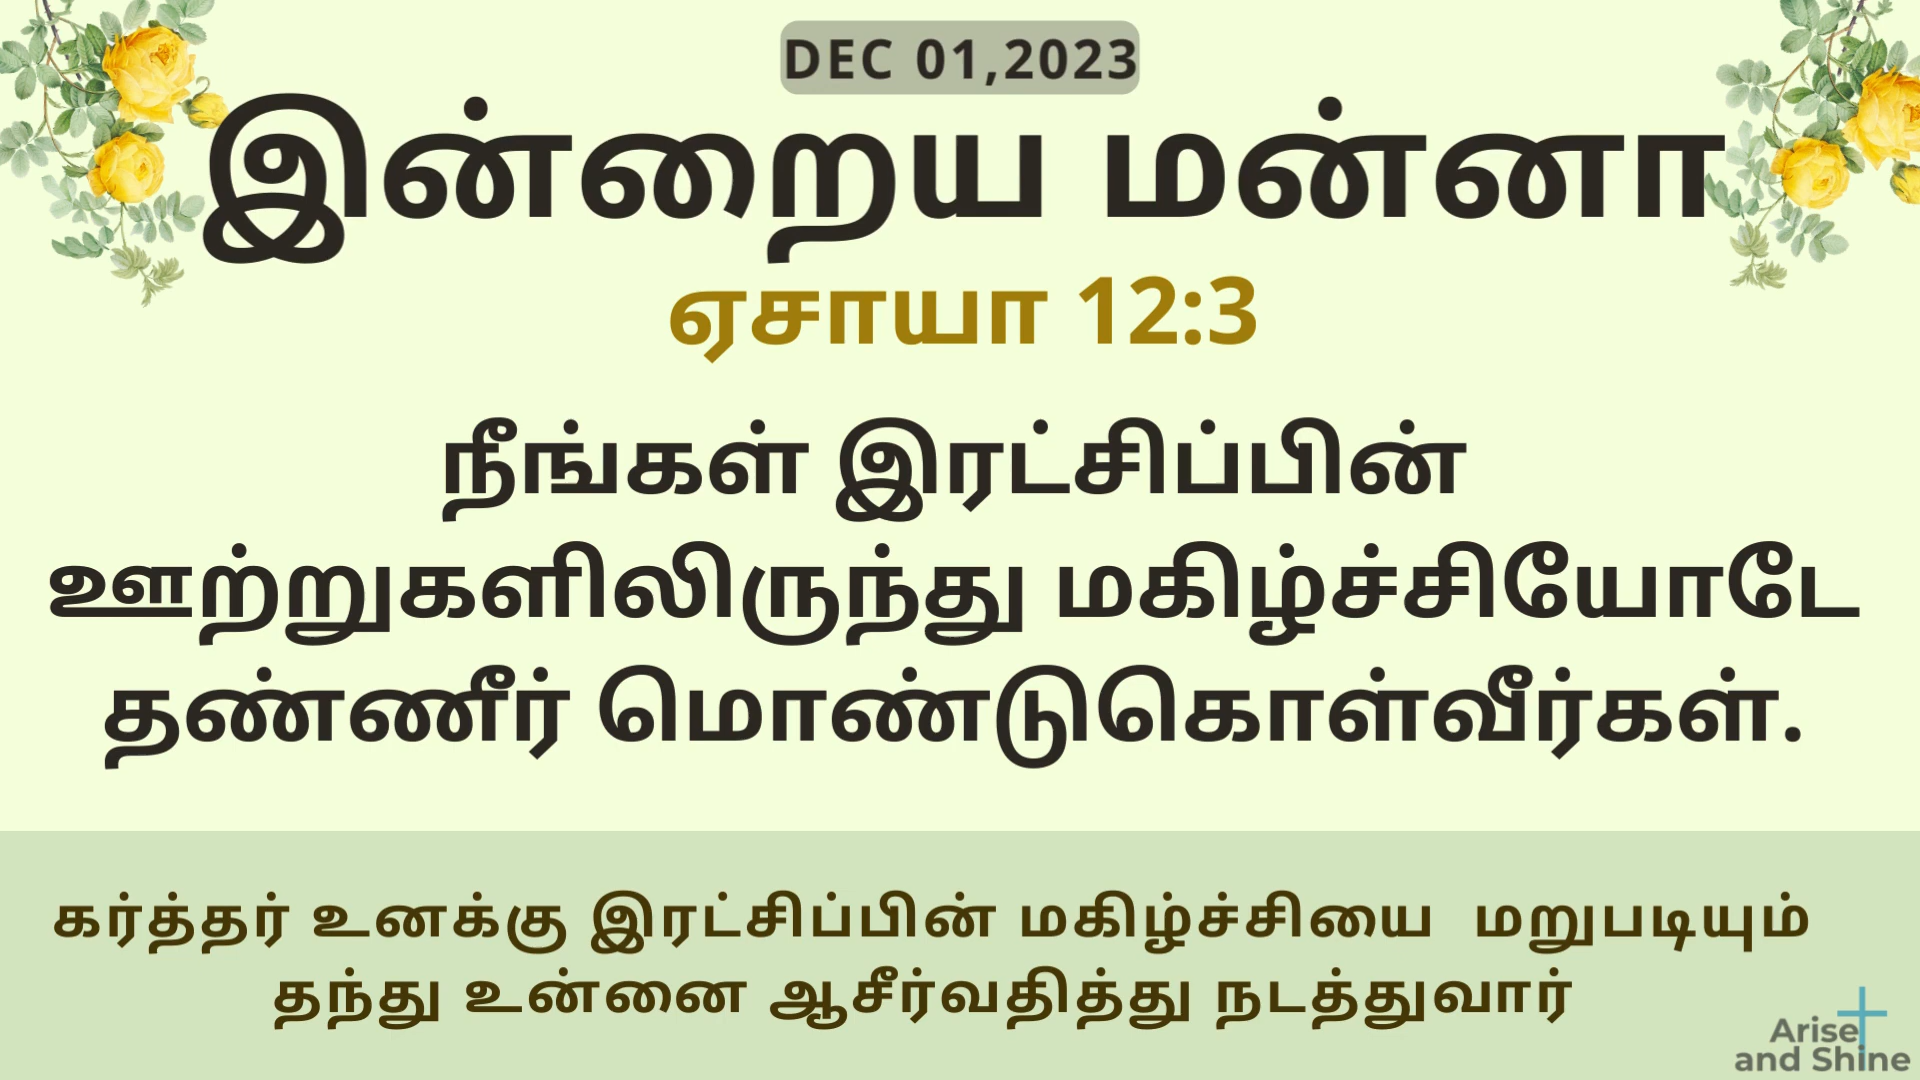 DEC 01,2023
இன்றைய மன்னா
ஏசாயா 12:3
நீங்கள் இரட்சிப்பின்
ஊற்றுகளிலிருந்து மகிழ்ச்சியோடே
தண்ணீர் மொண்டுகொள்வீர்கள்.
கர்த்தர் உனக்கு இரட்சிப்பின் மகிழ்ச்சியை மறுபடியும்
தந்து உன்னை ஆசீர்வதித்து நடத்துவார்
Arise
and Shine